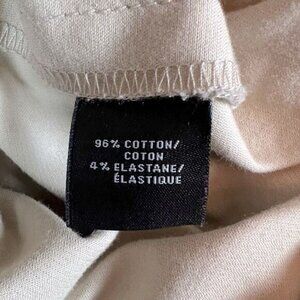 96% COTTON/
COTON
4% ELASTANE/
ÉLASTIQUE